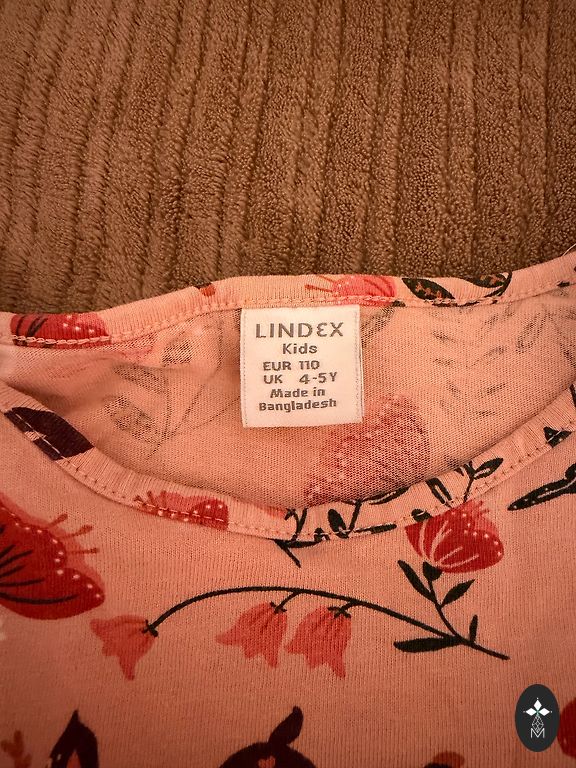 LINDEX
Kids
EUR 110
UK 4-5Y
Made in
Bangladesh